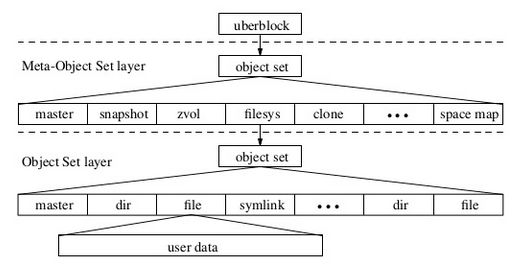 uberblock
Meta-Object Set layer
object set
master snapshot zvol filesys clone ••• space map
Object Set layer
object set
master dir file symlink ••• dir file
user data